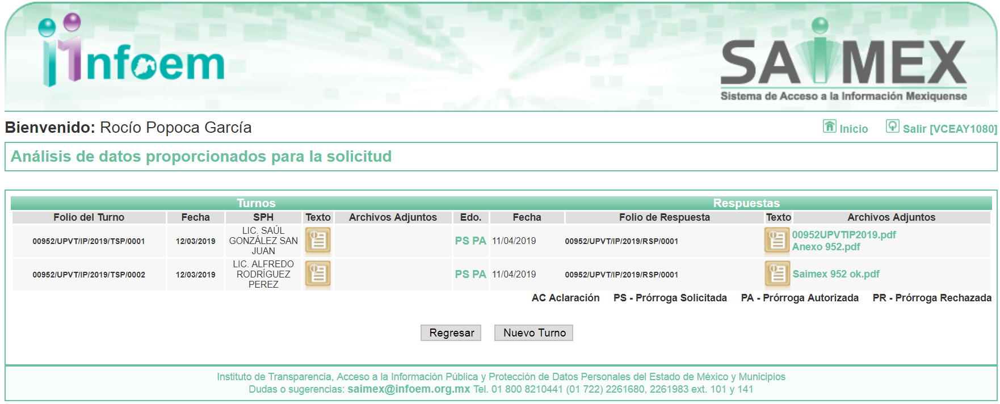 infoem
SAIMEX
Sistema de Acceso a la Información Mexiquense
Bienvenido: Rocío Popoca García
Inicio Salir [VCEAY1080]
Análisis de datos proporcionados para la solicitud
Turnos Respuestas
Folio del Turno Fecha SPH Texto Archivos Adjuntos Edo. Fecha Folio de Respuesta Texto Archivos Adjuntos
00952/UPVT/IP/2019/TSP/0001 12/03/2019 LIC. SAÚL GONZÁLEZ SAN JUAN PS PA 11/04/2019 00952/UPVT/IP/2019/RSP/0001 00952UPVTIP2019.pdf
Anexo 952.pdf
00952/UPVT/IP/2019/TSP/0002 12/03/2019 LIC. ALFREDO RODRÍGUEZ PEREZ PS PA 11/04/2019 00952/UPVT/IP/2019/RSP/0001 Saimex 952 ok.pdf
AC Aclaración PS - Prórroga Solicitada PA - Prórroga Autorizada PR - Prórroga Rechazada
Regresar Nuevo Turno
Instituto de Transparencia, Acceso a la Información Pública y Protección de Datos Personales del Estado de México y Municipios
Dudas o sugerencias: saimex@infoem.org.mx Tel. 01 800 8210441 (01 722) 2261680, 2261983 ext. 101 y 141